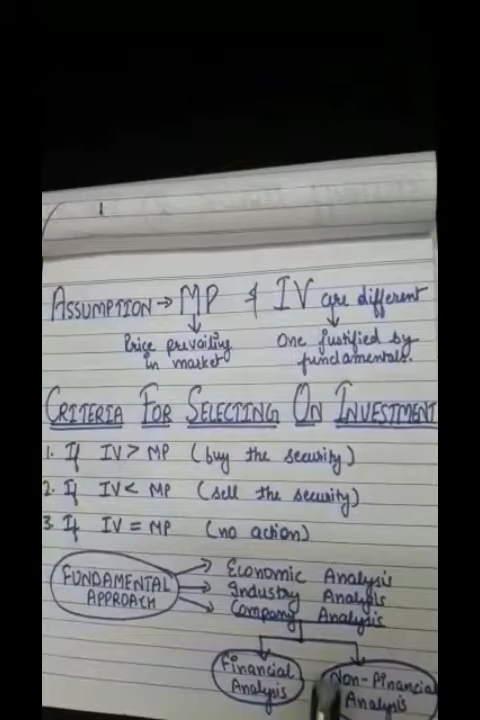 ASSUMPTION → MP & IV are different
Price prevailing in market
One justified by fundamentals.
CRITERIA FOR SELECTING ON INVESTMENT
1. If IV > MP (buy the security)
2. If IV < MP (sell the security)
3. If IV = MP (no action)
FUNDAMENTAL APPROACH
Economic Analysis
Industry Analysis
Company Analysis
Financial Analysis
Non-Financial Analysis